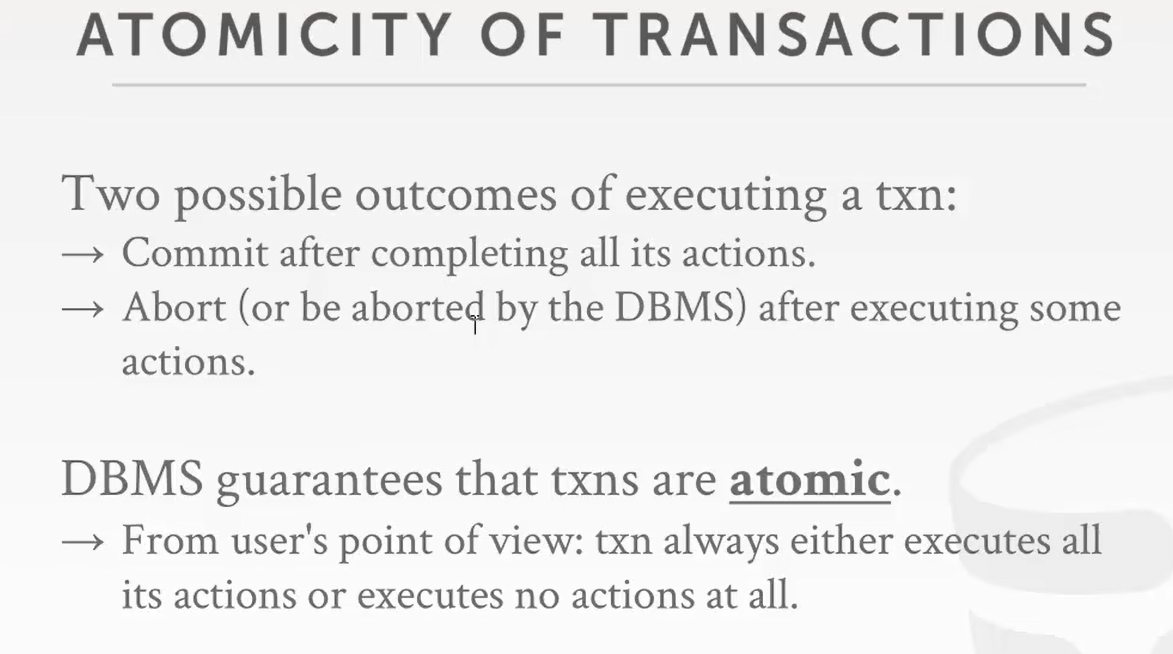 ATOMICITY OF TRANSACTIONS
Two possible outcomes of executing a txn:
→ Commit after completing all its actions.
→ Abort (or be aborted by the DBMS) after executing some
actions.
DBMS guarantees that txns are atomic.
→ From user's point of view: txn always either executes all
its actions or executes no actions at all.